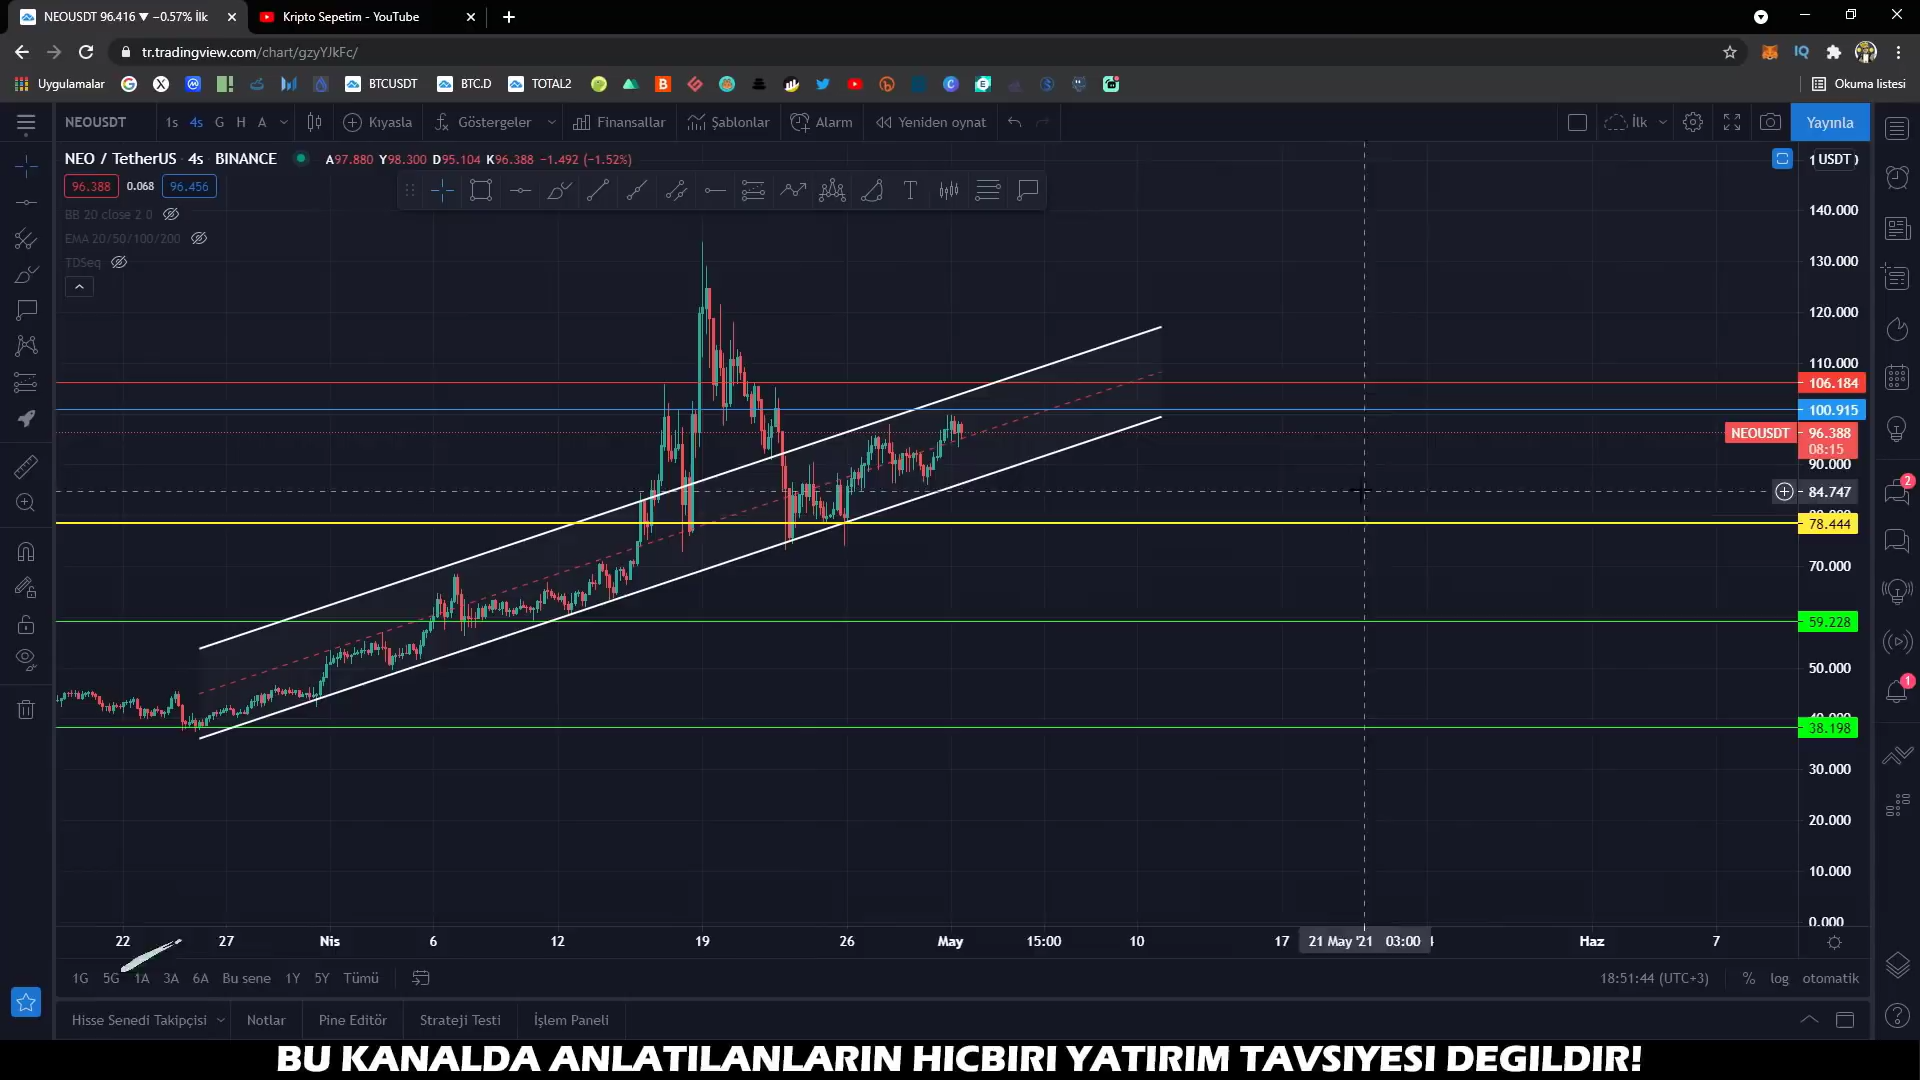 NEOUSDT 96.416 ▼ −0.57% İlk
Kripto Sepetim - YouTube
tr.tradingview.com/chart/gzyYJkFc/
Uygulamalar
BTCUSDT
BTC.D
TOTAL2
Okuma listesi
NEOUSDT
1s 4s G H A
Kıyasla
Göstergeler
Finansallar
Şablonlar
Alarm
Yeniden oynat
İlk
Yayınla
NEO / TetherUS 4s BINANCE
A97.880 Y98.300 D95.104 K96.388 −1.492 (−1.52%)
1 USDT
96.388 0.068 96.456
BB 20 close 2 0
EMA 20/50/100/200
TDSeq
140.000
130.000
120.000
110.000
106.184
100.915
NEOUSDT 96.388
08:15
90.000
84.747
78.444
70.000
59.228
50.000
38.198
30.000
20.000
10.000
0.000
22 27 Nis 6 12 19 26 May 15:00 10 17 21 May '21 03:00 Haz 7
1G 5G 1A 3A 6A Bu sene 1Y 5Y Tümü
18:51:44 (UTC+3) % log otomatik
Hisse Senedi Takipçisi Notlar Pine Editör Strateji Testi İşlem Paneli
2
1
BU KANALDA ANLATILANLARIN HICBIRI YATIRIM TAVSIYESI DEGILDIR!